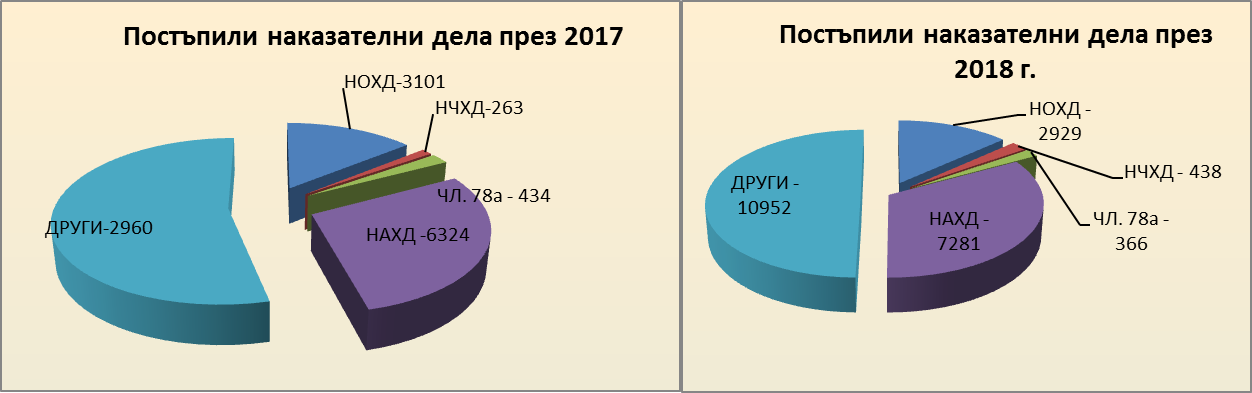 Постъпили наказателни дела през 2017
НОХД-3101
НЧХД-263
ЧЛ. 78а - 434
НАХД -6324
ДРУГИ-2960
Постъпили наказателни дела през
2018 г.
НОХД -
2929
НЧХД - 438
ЧЛ. 78а -
366
НАХД -
7281
ДРУГИ -
10952